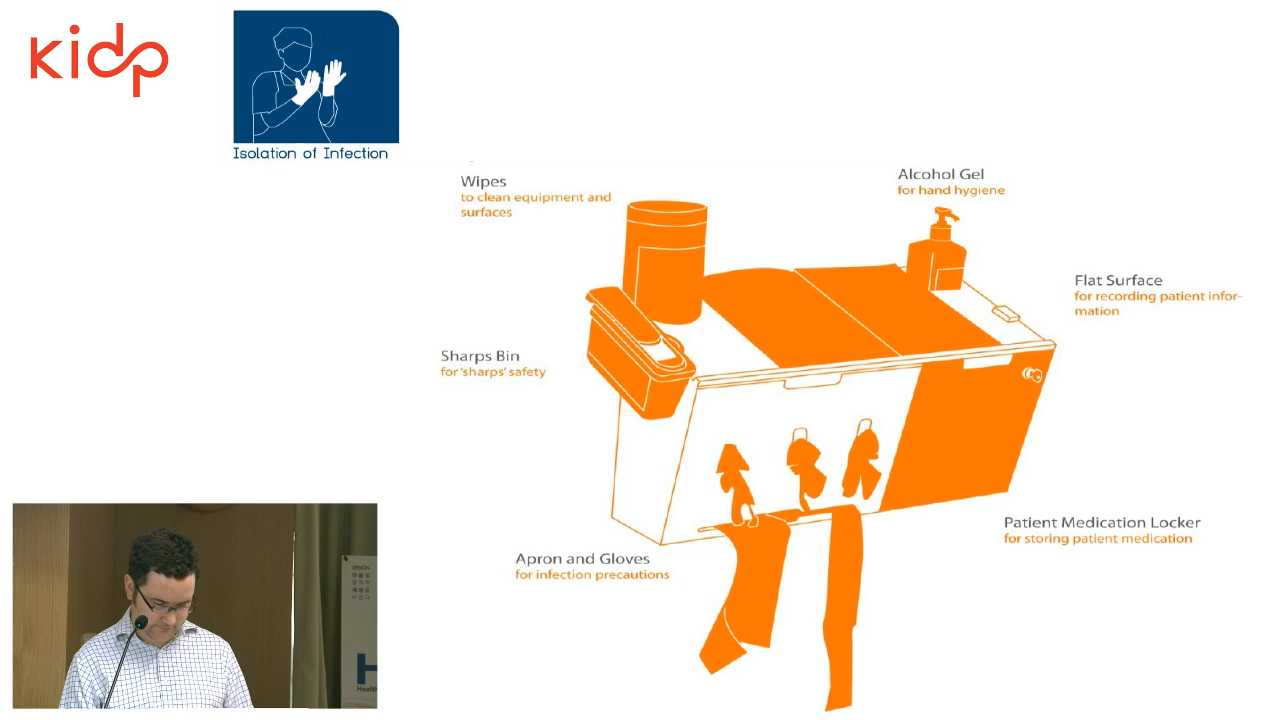 kidp
Isolation of Infection
Wipes
to clean equipment and
surfaces
Alcohol Gel
for hand hygiene
Flat Surface
for recording patient infor-
mation
Sharps Bin
for 'sharps' safety
Patient Medication Locker
for storing patient medication
Apron and Gloves
for infection precautions
DESIGN
H
Health